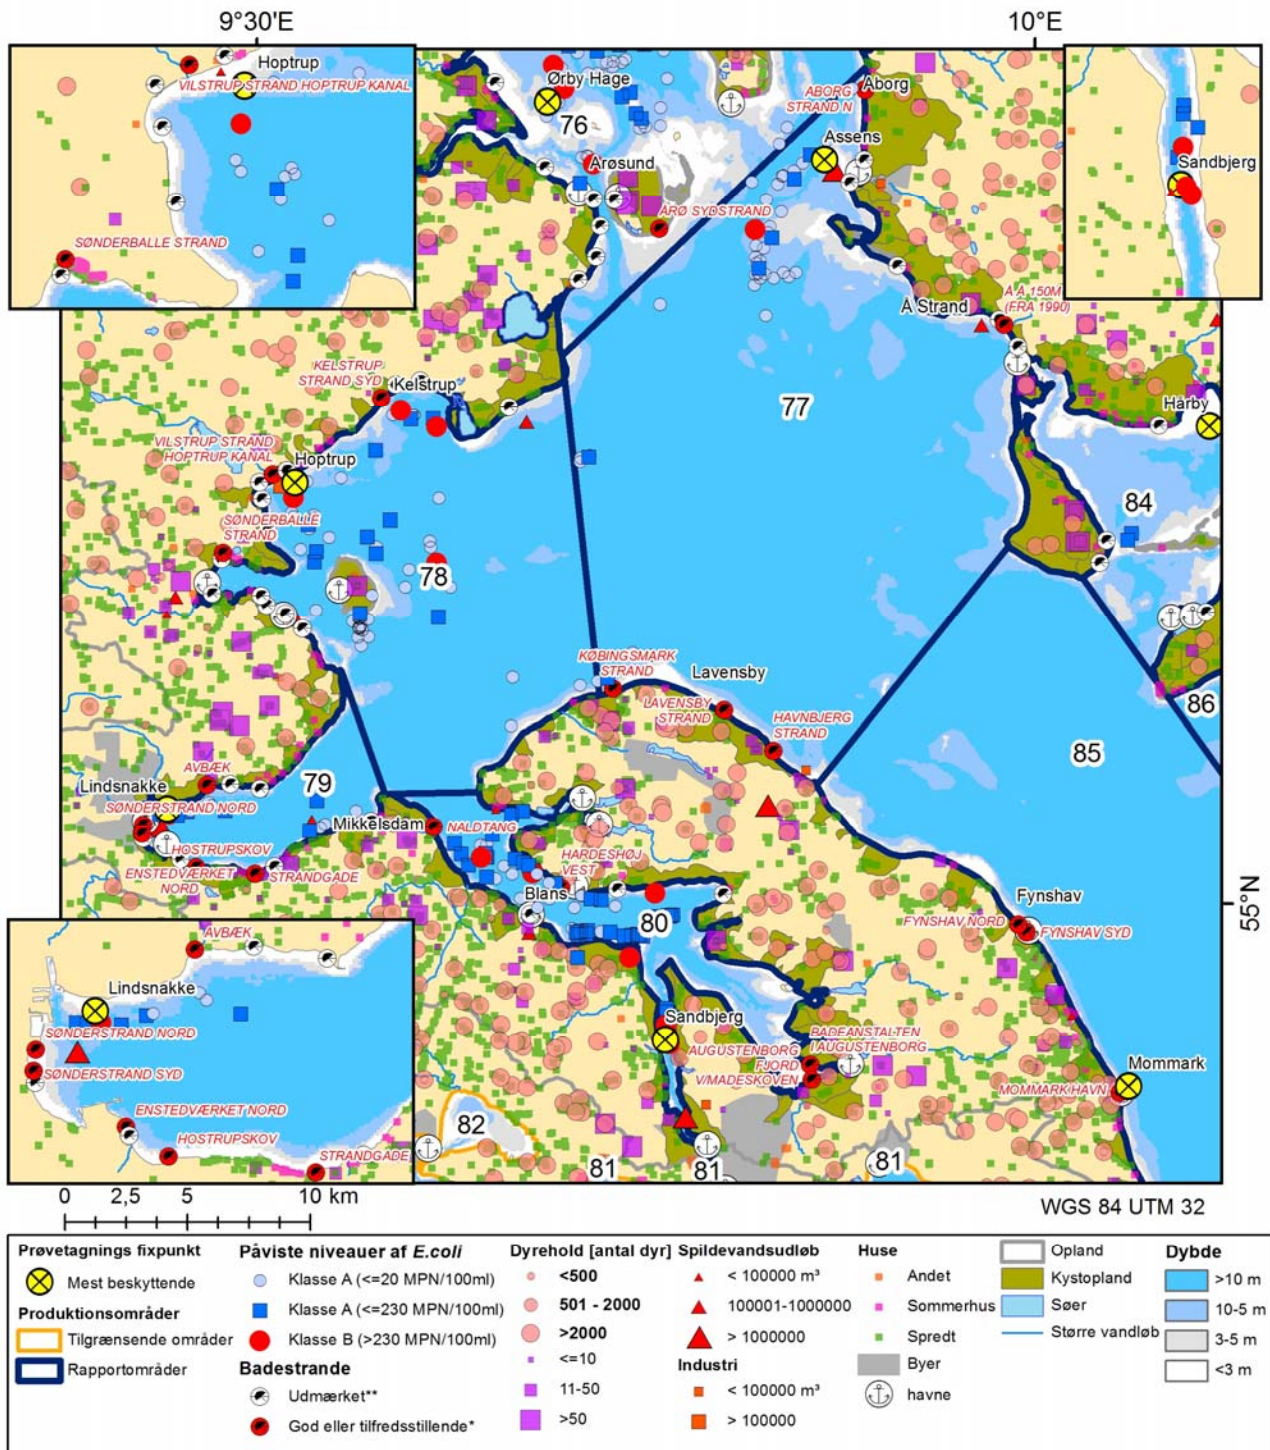 9°30'E
10°E
Hoptrup
VILSTRUP STRAND HOPTRUP KANAL
SØNDERBALLE STRAND
Ørby Hage
76
Arøsund
ARØ SYDSTRAND
ABORG
STRAND N
Aborg
Assens
Sandbjerg
Å Strand
Å Å 150M
(FRA 1990)
KELSTRUP
STRAND SYD
Kelstrup
77
Harby
VILSTRUP STRAND
HOPTRUP KANAL
Hoptrup
84
SØNDERBALLE
STRAND
78
KØBINGSMARK
STRAND
Lavensby
LAVENSBY
STRAND
HAVNBJERG
STRAND
86
85
AVBÆK
79
Lindsnakke
SØNDERSTRAND NORD
Mikkelsdam
NALDTANG
HOSTRUPSKOV
ENSTEDVÆRKET
NORD
STRANDGADE
HARDESHØJ
VEST
Blans
80
Fynshav
FYNSHAV NORD
FYNSHAV SYD
55°N
AVBÆK
Lindsnakke
SØNDERSTRAND NORD
SØNDERSTRAND SYD
ENSTEDVÆRKET NORD
HOSTRUPSKOV
STRANDGADE
Sandbjerg
BADEANSTALTEN
I AUGUSTENBORG
AUGUSTENBORG
FJORD
V/MADESKOVEN
Mommark
MOMMARK HAVN
82
81
81
81
0 2,5 5 10 km
WGS 84 UTM 32
Prøvetagnings fixpunkt
Mest beskyttende
Produktionsområder
Tilgrænsende områder
Rapportområder
Påviste niveauer af E.coli
Klasse A (<=20 MPN/100ml)
Klasse A (<=230 MPN/100ml)
Klasse B (>230 MPN/100ml)
Badestrande
Udmærket**
God eller tilfredsstillende*
Dyrehold [antal dyr]
<500
501 - 2000
>2000
<=10
11-50
>50
Spildevandsudløb
< 100000 m³
100001-1000000
> 1000000
Industri
< 100000 m³
> 100000
Huse
Andet
Sommerhus
Spredt
Byer
havne
Opland
Kystopland
Søer
Større vandløb
Dybde
>10 m
10-5 m
3-5 m
<3 m